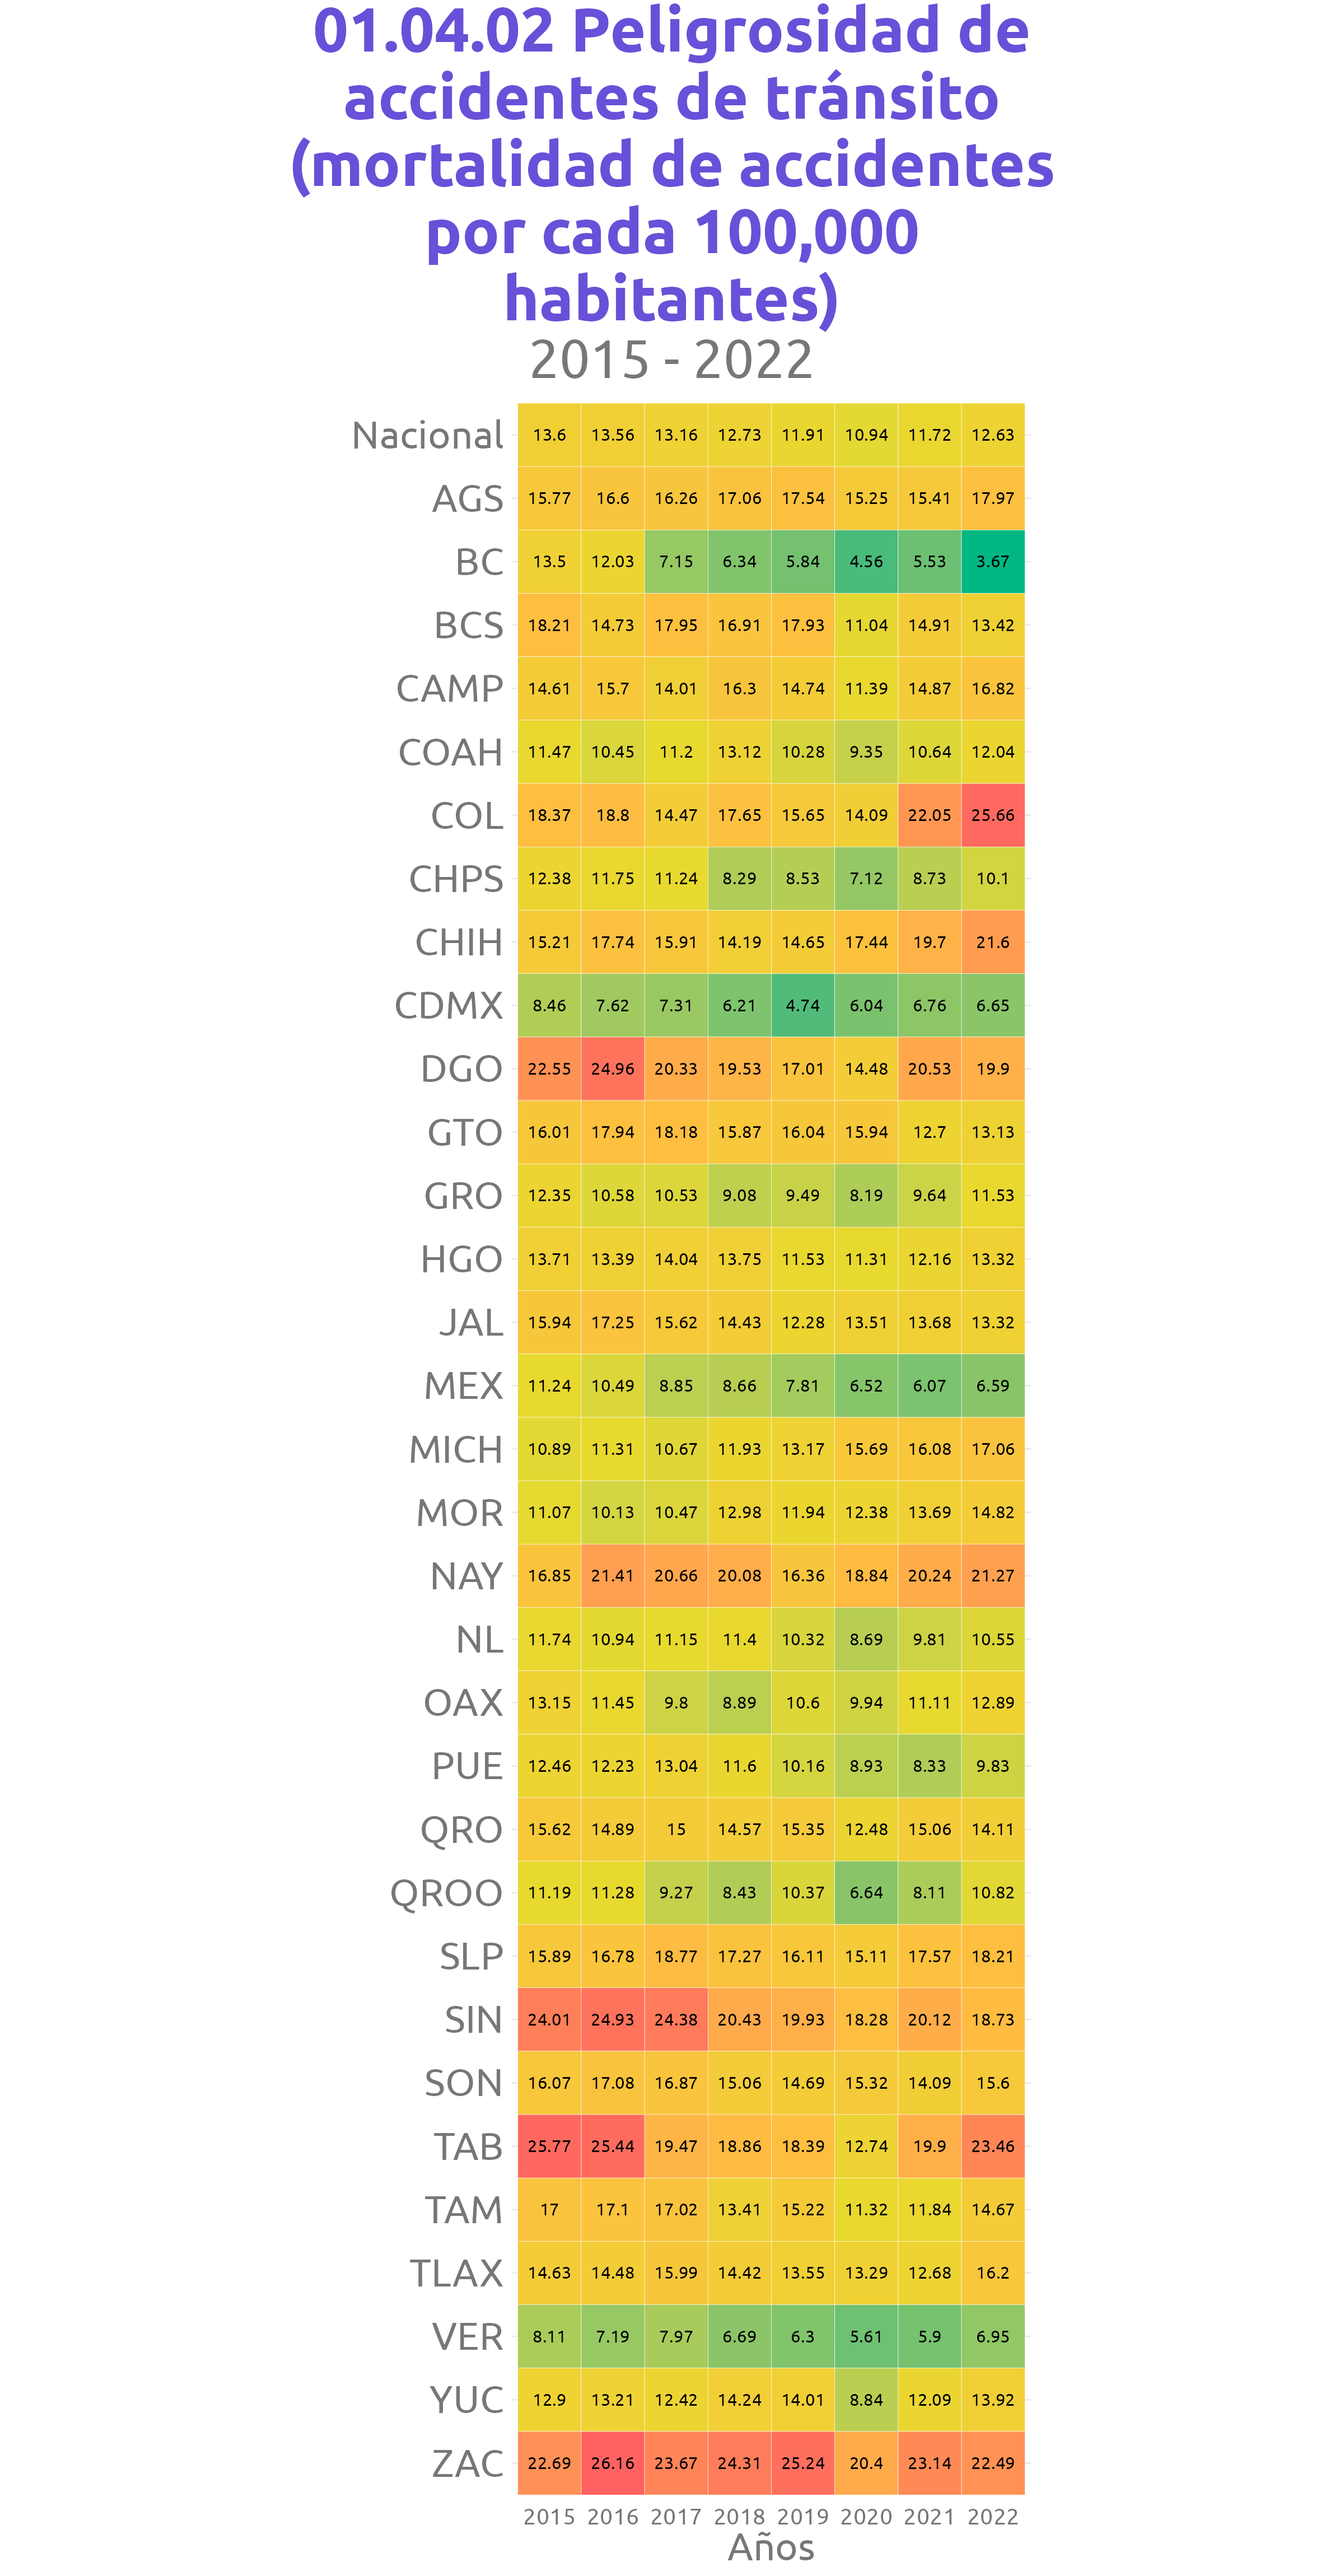 01.04.02 Peligrosidad de
accidentes de tránsito
(mortalidad de accidentes
por cada 100,000
habitantes)
2015 - 2022
Nacional 13.6 13.56 13.16 12.73 11.91 10.94 11.72 12.63
AGS 15.77 16.6 16.26 17.06 17.54 15.25 15.41 17.97
BC 13.5 12.03 7.15 6.34 5.84 4.56 5.53 3.67
BCS 18.21 14.73 17.95 16.91 17.93 11.04 14.91 13.42
CAMP 14.61 15.7 14.01 16.3 14.74 11.39 14.87 16.82
COAH 11.47 10.45 11.2 13.12 10.28 9.35 10.64 12.04
COL 18.37 18.8 14.47 17.65 15.65 14.09 22.05 25.66
CHPS 12.38 11.75 11.24 8.29 8.53 7.12 8.73 10.1
CHIH 15.21 17.74 15.91 14.19 14.65 17.44 19.7 21.6
CDMX 8.46 7.62 7.31 6.21 4.74 6.04 6.76 6.65
DGO 22.55 24.96 20.33 19.53 17.01 14.48 20.53 19.9
GTO 16.01 17.94 18.18 15.87 16.04 15.94 12.7 13.13
GRO 12.35 10.58 10.53 9.08 9.49 8.19 9.64 11.53
HGO 13.71 13.39 14.04 13.75 11.53 11.31 12.16 13.32
JAL 15.94 17.25 15.62 14.43 12.28 13.51 13.68 13.32
MEX 11.24 10.49 8.85 8.66 7.81 6.52 6.07 6.59
MICH 10.89 11.31 10.67 11.93 13.17 15.69 16.08 17.06
MOR 11.07 10.13 10.47 12.98 11.94 12.38 13.69 14.82
NAY 16.85 21.41 20.66 20.08 16.36 18.84 20.24 21.27
NL 11.74 10.94 11.15 11.4 10.32 8.69 9.81 10.55
OAX 13.15 11.45 9.8 8.89 10.6 9.94 11.11 12.89
PUE 12.46 12.23 13.04 11.6 10.16 8.93 8.33 9.83
QRO 15.62 14.89 15 14.57 15.35 12.48 15.06 14.11
QROO 11.19 11.28 9.27 8.43 10.37 6.64 8.11 10.82
SLP 15.89 16.78 18.77 17.27 16.11 15.11 17.57 18.21
SIN 24.01 24.93 24.38 20.43 19.93 18.28 20.12 18.73
SON 16.07 17.08 16.87 15.06 14.69 15.32 14.09 15.6
TAB 25.77 25.44 19.47 18.86 18.39 12.74 19.9 23.46
TAM 17 17.1 17.02 13.41 15.22 11.32 11.84 14.67
TLAX 14.63 14.48 15.99 14.42 13.55 13.29 12.68 16.2
VER 8.11 7.19 7.97 6.69 6.3 5.61 5.9 6.95
YUC 12.9 13.21 12.42 14.24 14.01 8.84 12.09 13.92
ZAC 22.69 26.16 23.67 24.31 25.24 20.4 23.14 22.49
2015 2016 2017 2018 2019 2020 2021 2022
Años